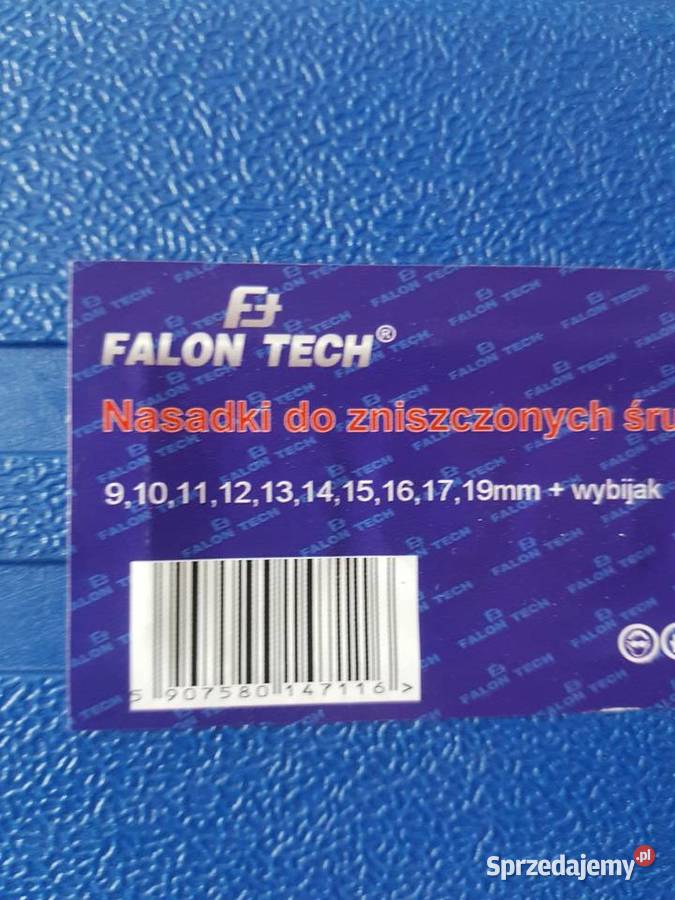 FALON TECH®
Nasadki do zniszczonych śru
9,10,11,12,13,14,15,16,17,19mm + wybijak
5 907580 147116 >
Sprzedajemy.pl